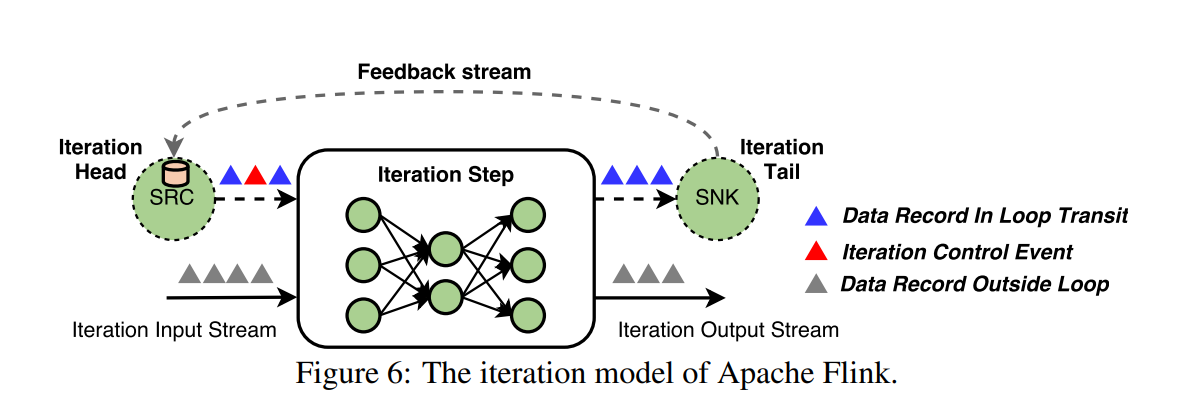 Feedback stream
Iteration
Head
SRC
Iteration Step
Iteration
Tail
SNK
Data Record In Loop Transit
Iteration Control Event
Data Record Outside Loop
Iteration Input Stream
Iteration Output Stream
Figure 6: The iteration model of Apache Flink.